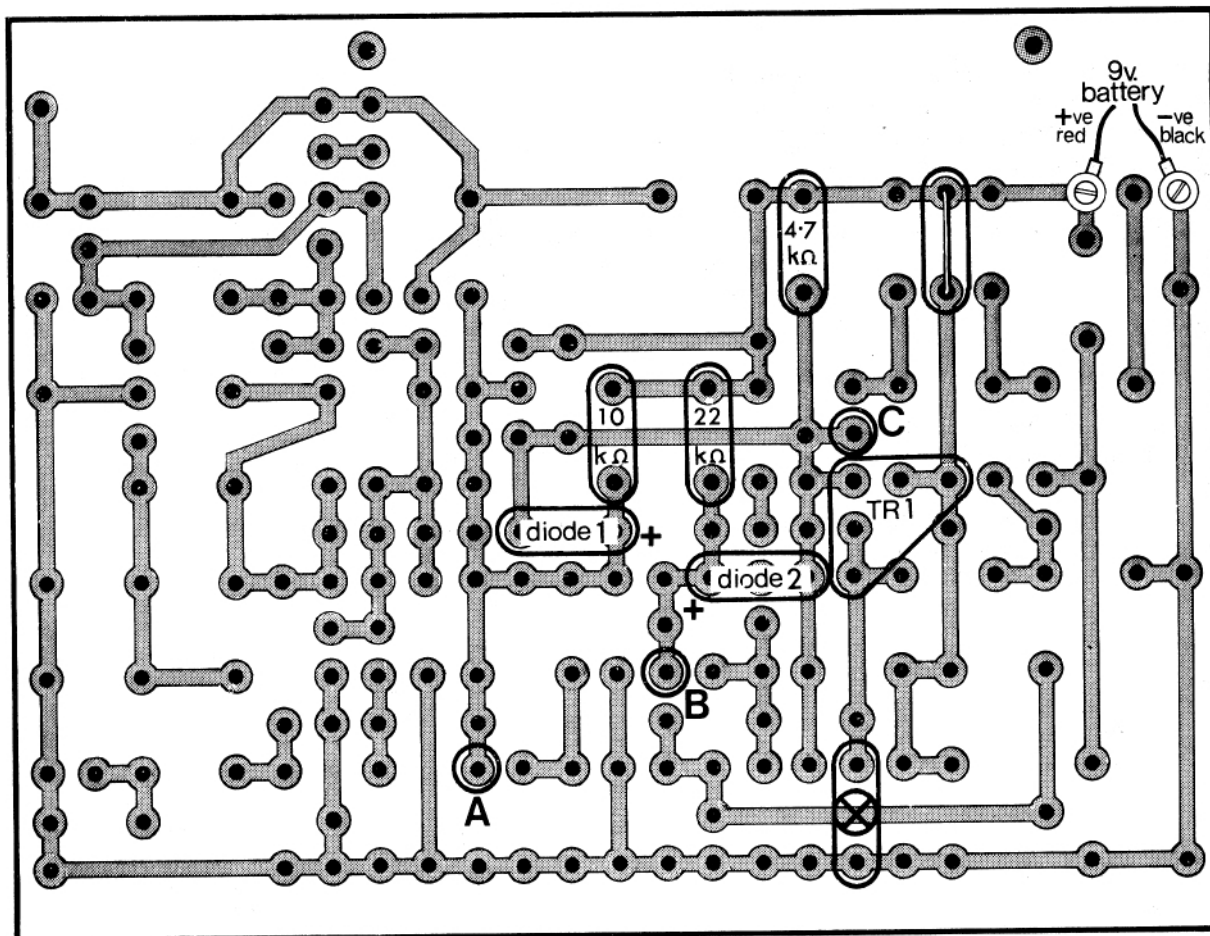 9v.
battery
+ve
red
−ve
black
4·7
kΩ
10
kΩ
22
kΩ
C
TR1
diode 1 +
diode 2
+
B
A